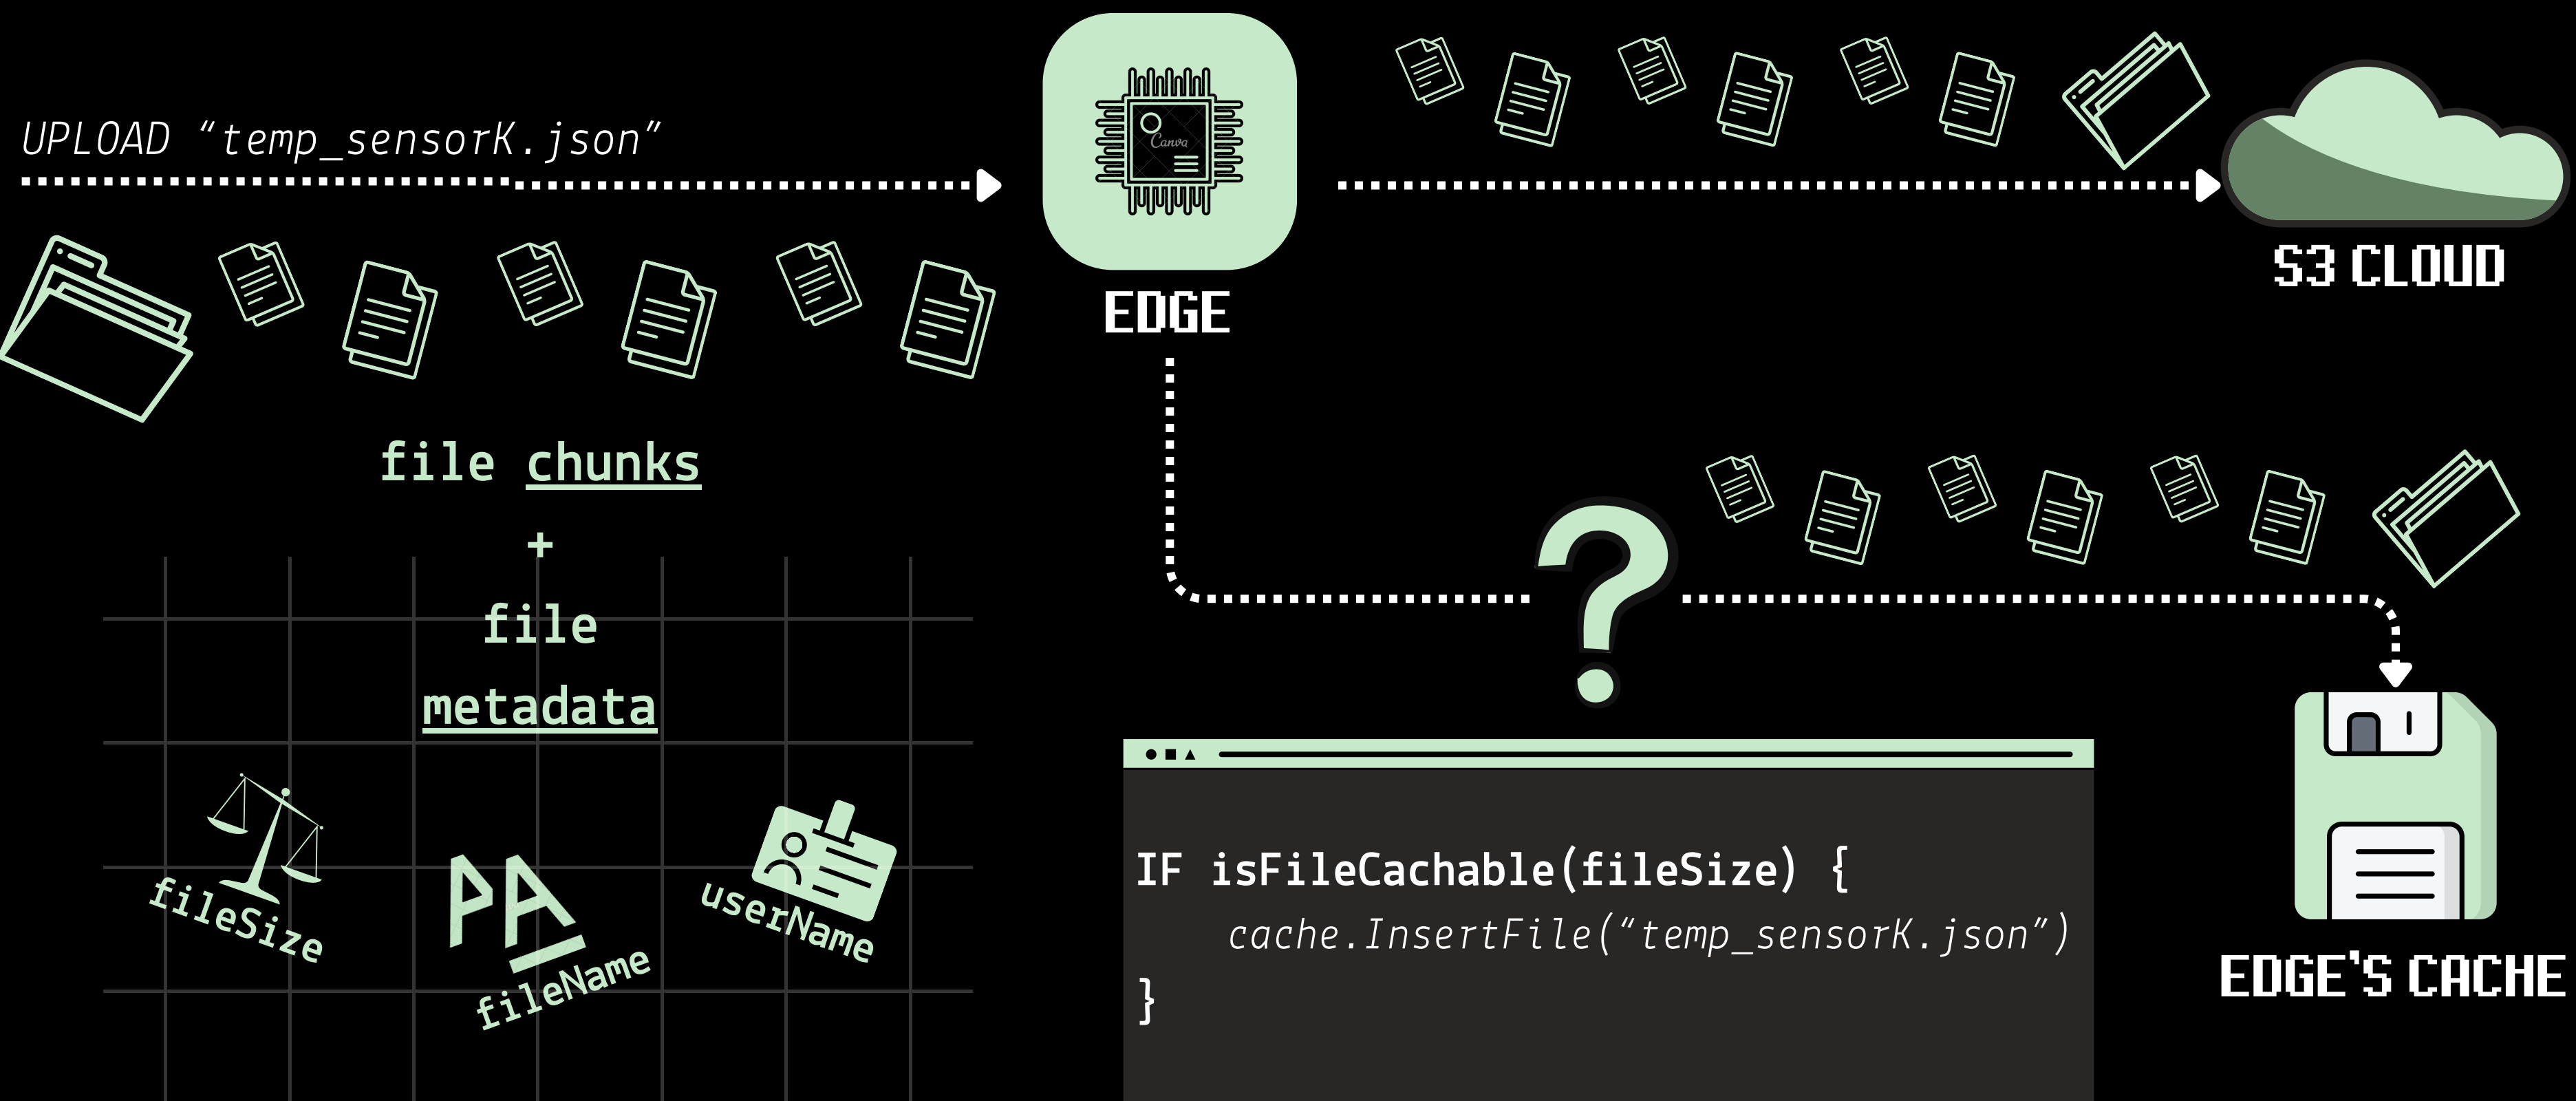 UPLOAD “temp_sensorK.json”
Canva
EDGE
S3 CLOUD
file chunks
+
file
metadata
fileSize
fileName
userName
?
IF isFileCachable(fileSize) {
cache.InsertFile(“temp_sensorK.json”)
}
EDGE'S CACHE